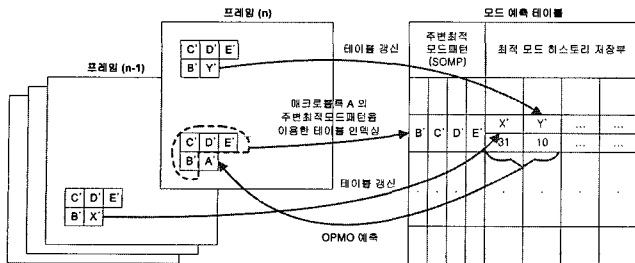 프레임 (n)
모드 예측 테이블
주변최적
모드패턴
(SOMP)
최적 모드 히스토리 저장부
C' D' E'
B' Y'
테이블 갱신
프레임 (n-1)
매크로블록 A 의
주변최적모드패턴을
이용한 테이블 인덱싱
C' D' E'
B' A'
B' C' D' E'
X' Y' ... ...
31 10 ... ...
테이블 갱신
C' D' E'
B' X'
OPMO 예측